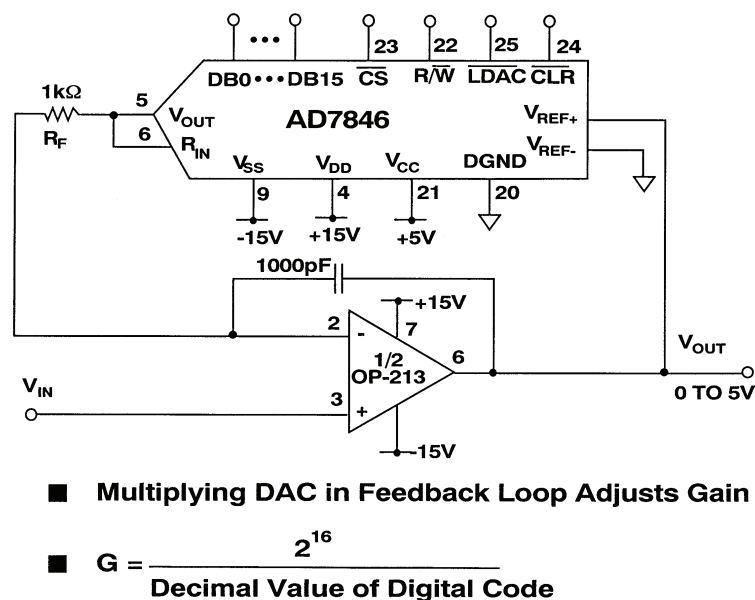 23 22 25 24
DB0 ••• DB15 CS R/W LDAC CLR
1kΩ
5
VOUT
AD7846
VREF+
RF
6
RIN
VREF-
VSS VDD VCC DGND
9 4 21 20
-15V +15V +5V
1000pF
+15V
2 - 7
1/2
OP-213
6
VOUT
VIN
3 +
0 TO 5V
-15V
■ Multiplying DAC in Feedback Loop Adjusts Gain
■ G = 2^16
Decimal Value of Digital Code